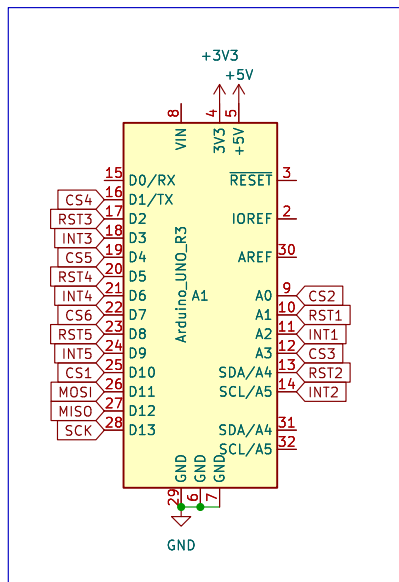 +3V3
+5V
8 4 5
VIN 3V3 +5V
15 D0/RX RESET 3
CS4 16 D1/TX
RST3 17 D2 IOREF 2
INT3 18 D3
CS5 19 D4 AREF 30
RST4 20 D5
INT4 21 D6 A1 A0 9 CS2
CS6 22 D7 A1 10 RST1
RST5 23 D8 A2 11 INT1
INT5 24 D9 A3 12 CS3
CS1 25 D10 SDA/A4 13 RST2
MOSI 26 D11 SCL/A5 14 INT2
MISO 27 D12
SCK 28 D13 SDA/A4 31
SCL/A5 32
Arduino_UNO_R3
GND GND GND
29 6 7
GND